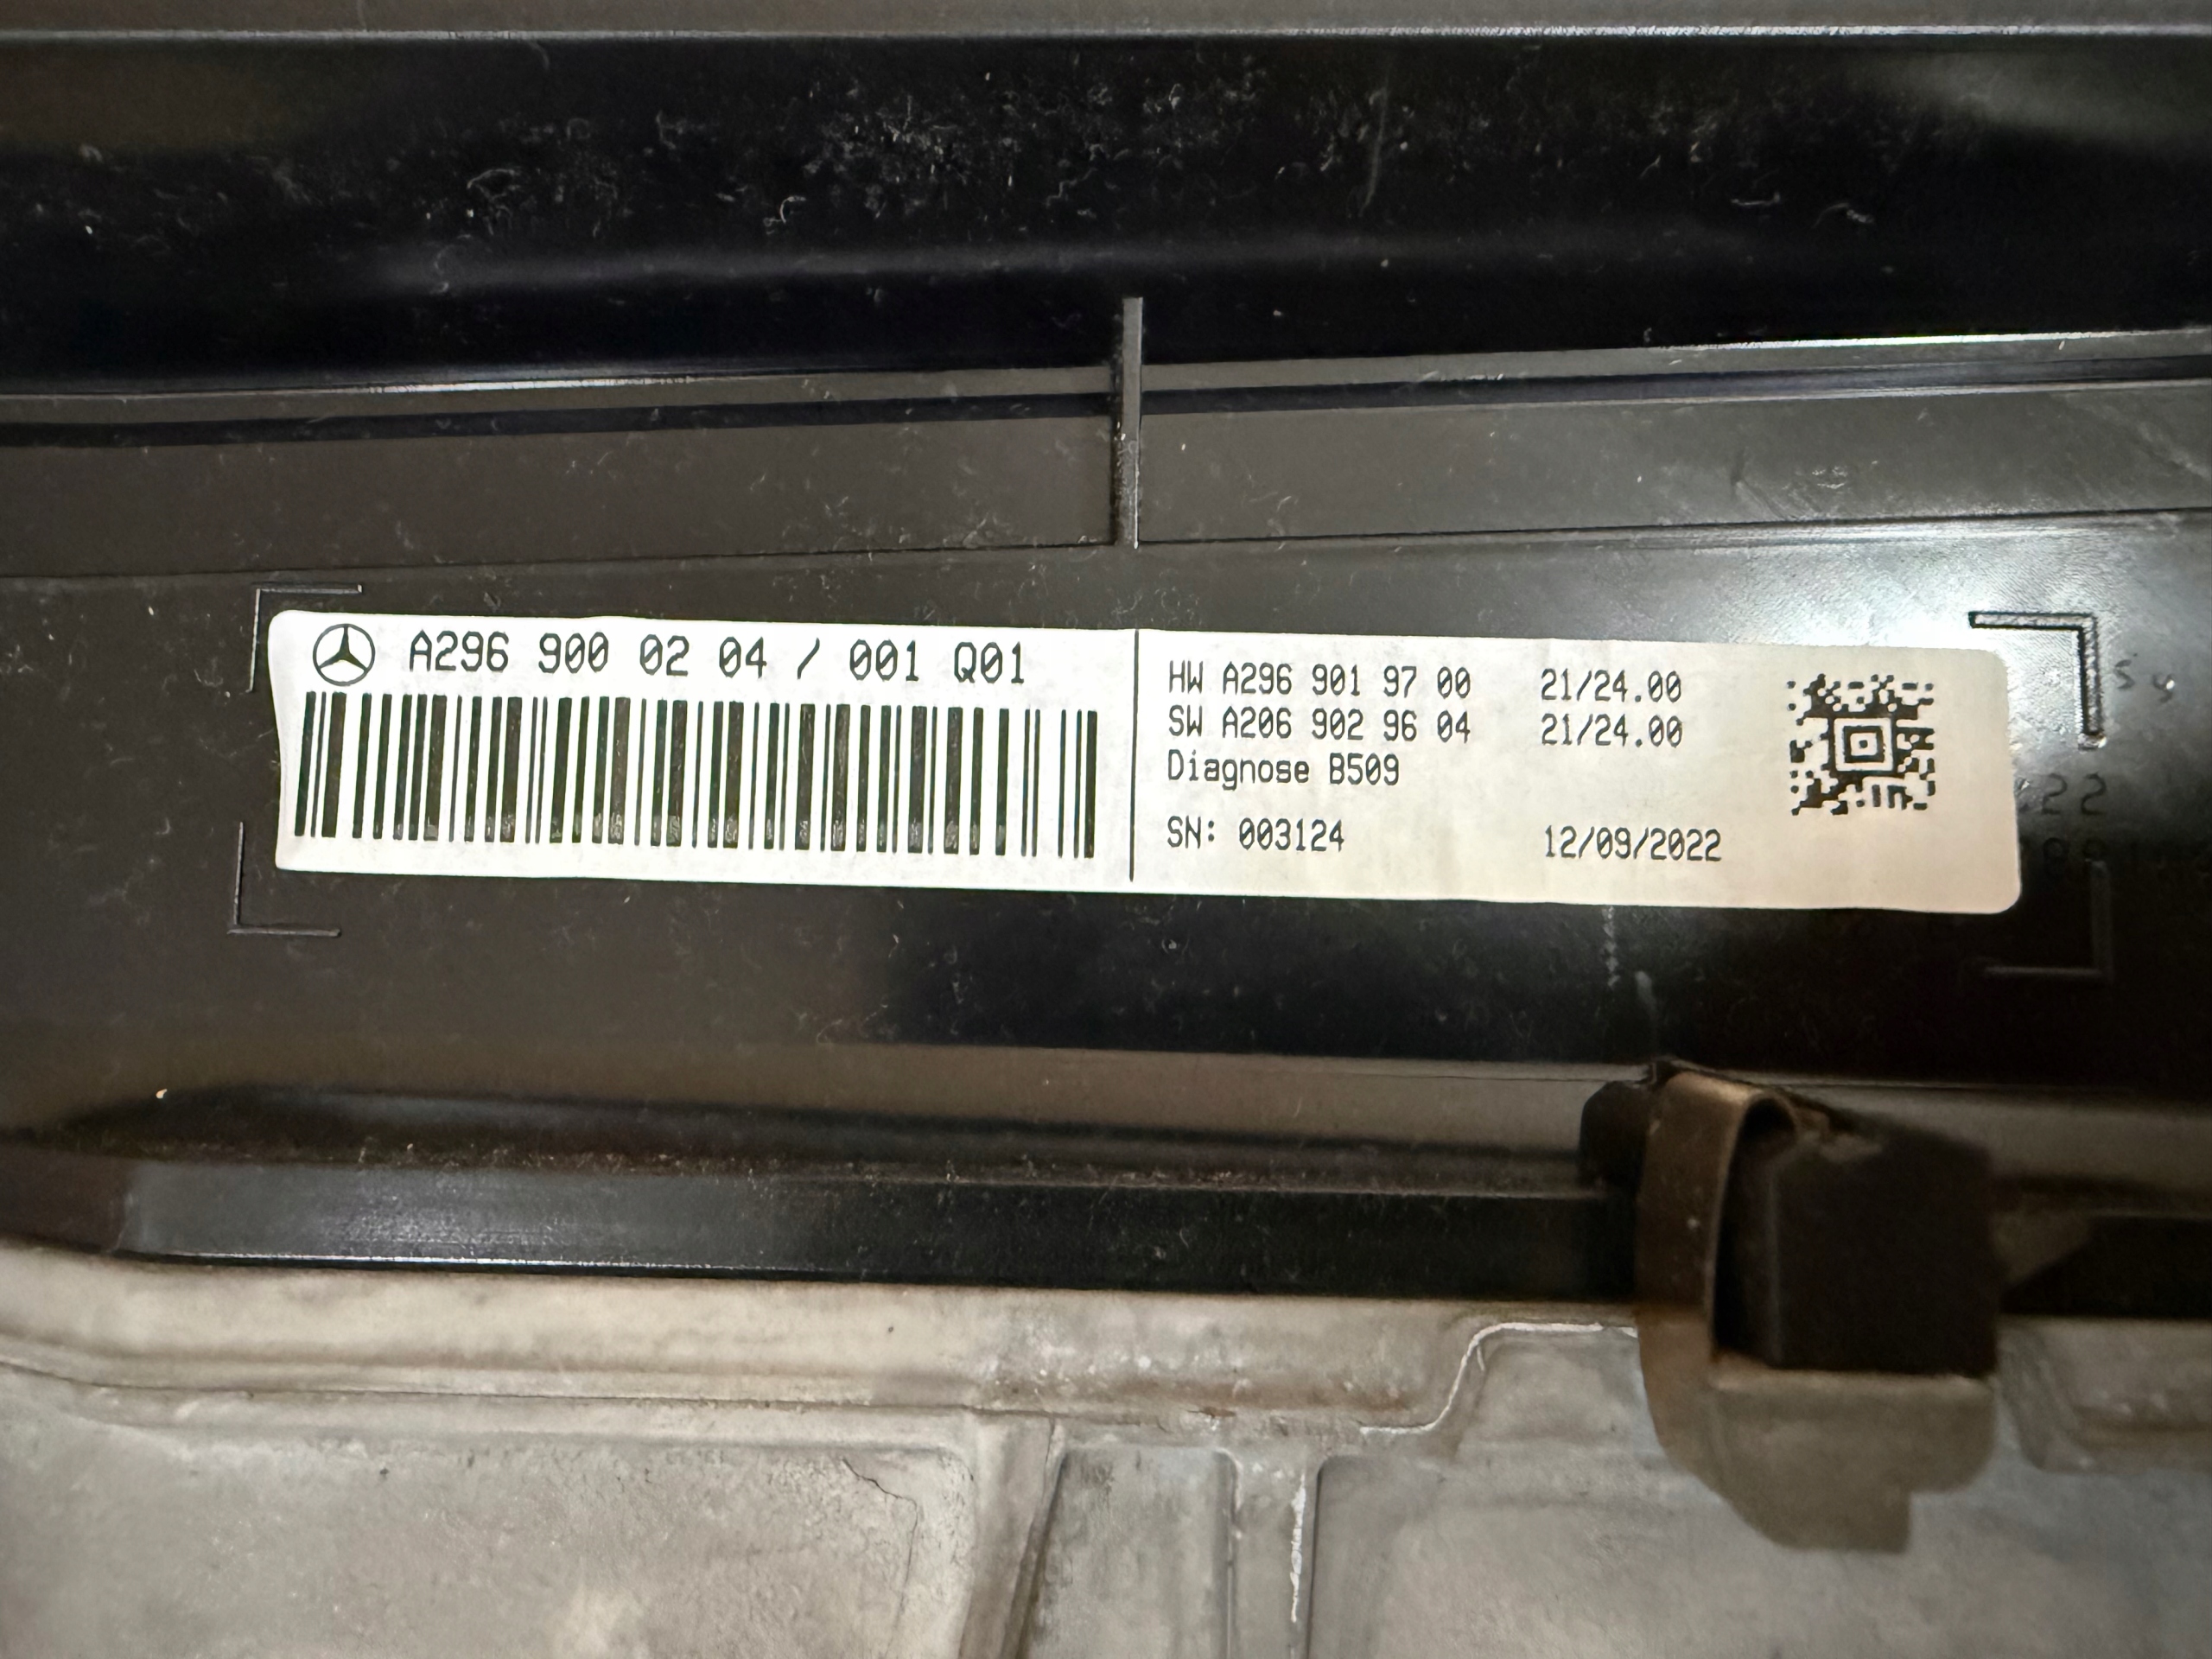 A296 900 02 04 / 001 Q01
HW A296 901 97 00 21/24.00
SW A206 902 96 04 21/24.00
Diagnose B509
SN: 003124 12/09/2022
22